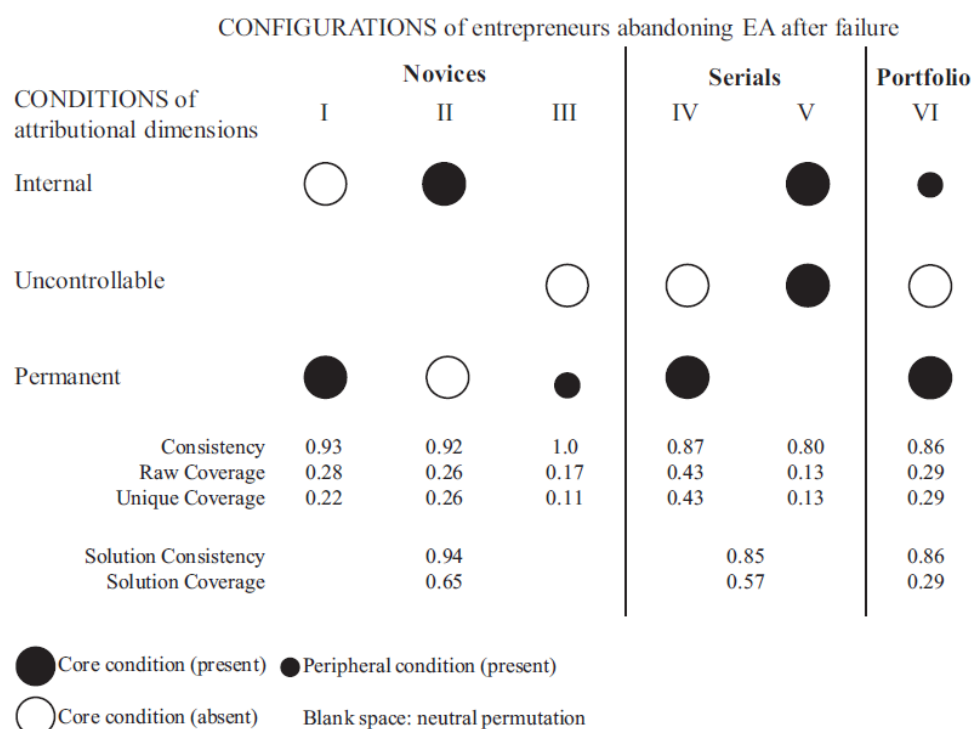 CONFIGURATIONS of entrepreneurs abandoning EA after failure
Novices Serials Portfolio
CONDITIONS of
attributional dimensions
I II III IV V VI
Internal
Uncontrollable
Permanent
Consistency 0.93 0.92 1.0 0.87 0.80 0.86
Raw Coverage 0.28 0.26 0.17 0.43 0.13 0.29
Unique Coverage 0.22 0.26 0.11 0.43 0.13 0.29
Solution Consistency 0.94 0.85 0.86
Solution Coverage 0.65 0.57 0.29
Core condition (present) Peripheral condition (present)
Core condition (absent) Blank space: neutral permutation